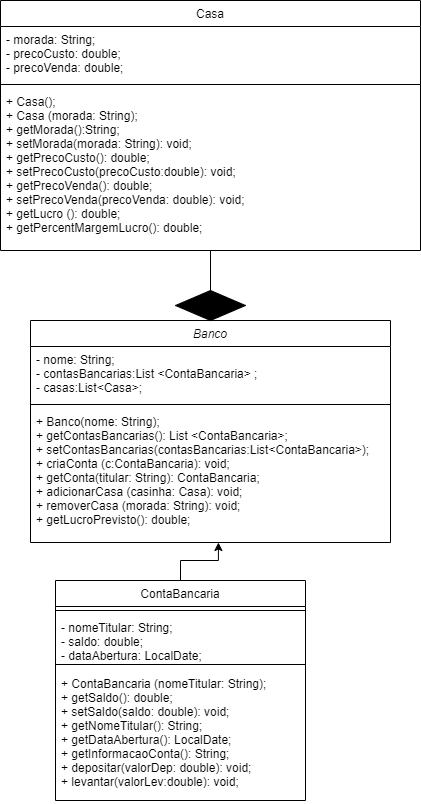 Casa
- morada: String;
- precoCusto: double;
- precoVenda: double;
+ Casa();
+ Casa (morada: String);
+ getMorada():String;
+ setMorada(morada: String): void;
+ getPrecoCusto(): double;
+ setPrecoCusto(precoCusto:double): void;
+ getPrecoVenda(): double;
+ setPrecoVenda(precoVenda: double): void;
+ getLucro (): double;
+ getPercentMargemLucro(): double;
Banco
- nome: String;
- contasBancarias:List <ContaBancaria> ;
- casas:List<Casa>;
+ Banco(nome: String);
+ getContasBancarias(): List <ContaBancaria>;
+ setContasBancarias(contasBancarias:List<ContaBancaria>);
+ criaConta (c:ContaBancaria): void;
+ getConta(titular: String): ContaBancaria;
+ adicionarCasa (casinha: Casa): void;
+ removerCasa (morada: String): void;
+ getLucroPrevisto(): double;
ContaBancaria
- nomeTitular: String;
- saldo: double;
- dataAbertura: LocalDate;
+ ContaBancaria (nomeTitular: String);
+ getSaldo(): double;
+ setSaldo(saldo: double): void;
+ getNomeTitular(): String;
+ getDataAbertura(): LocalDate;
+ getInformacaoConta(): String;
+ depositar(valorDep: double): void;
+ levantar(valorLev:double): void;